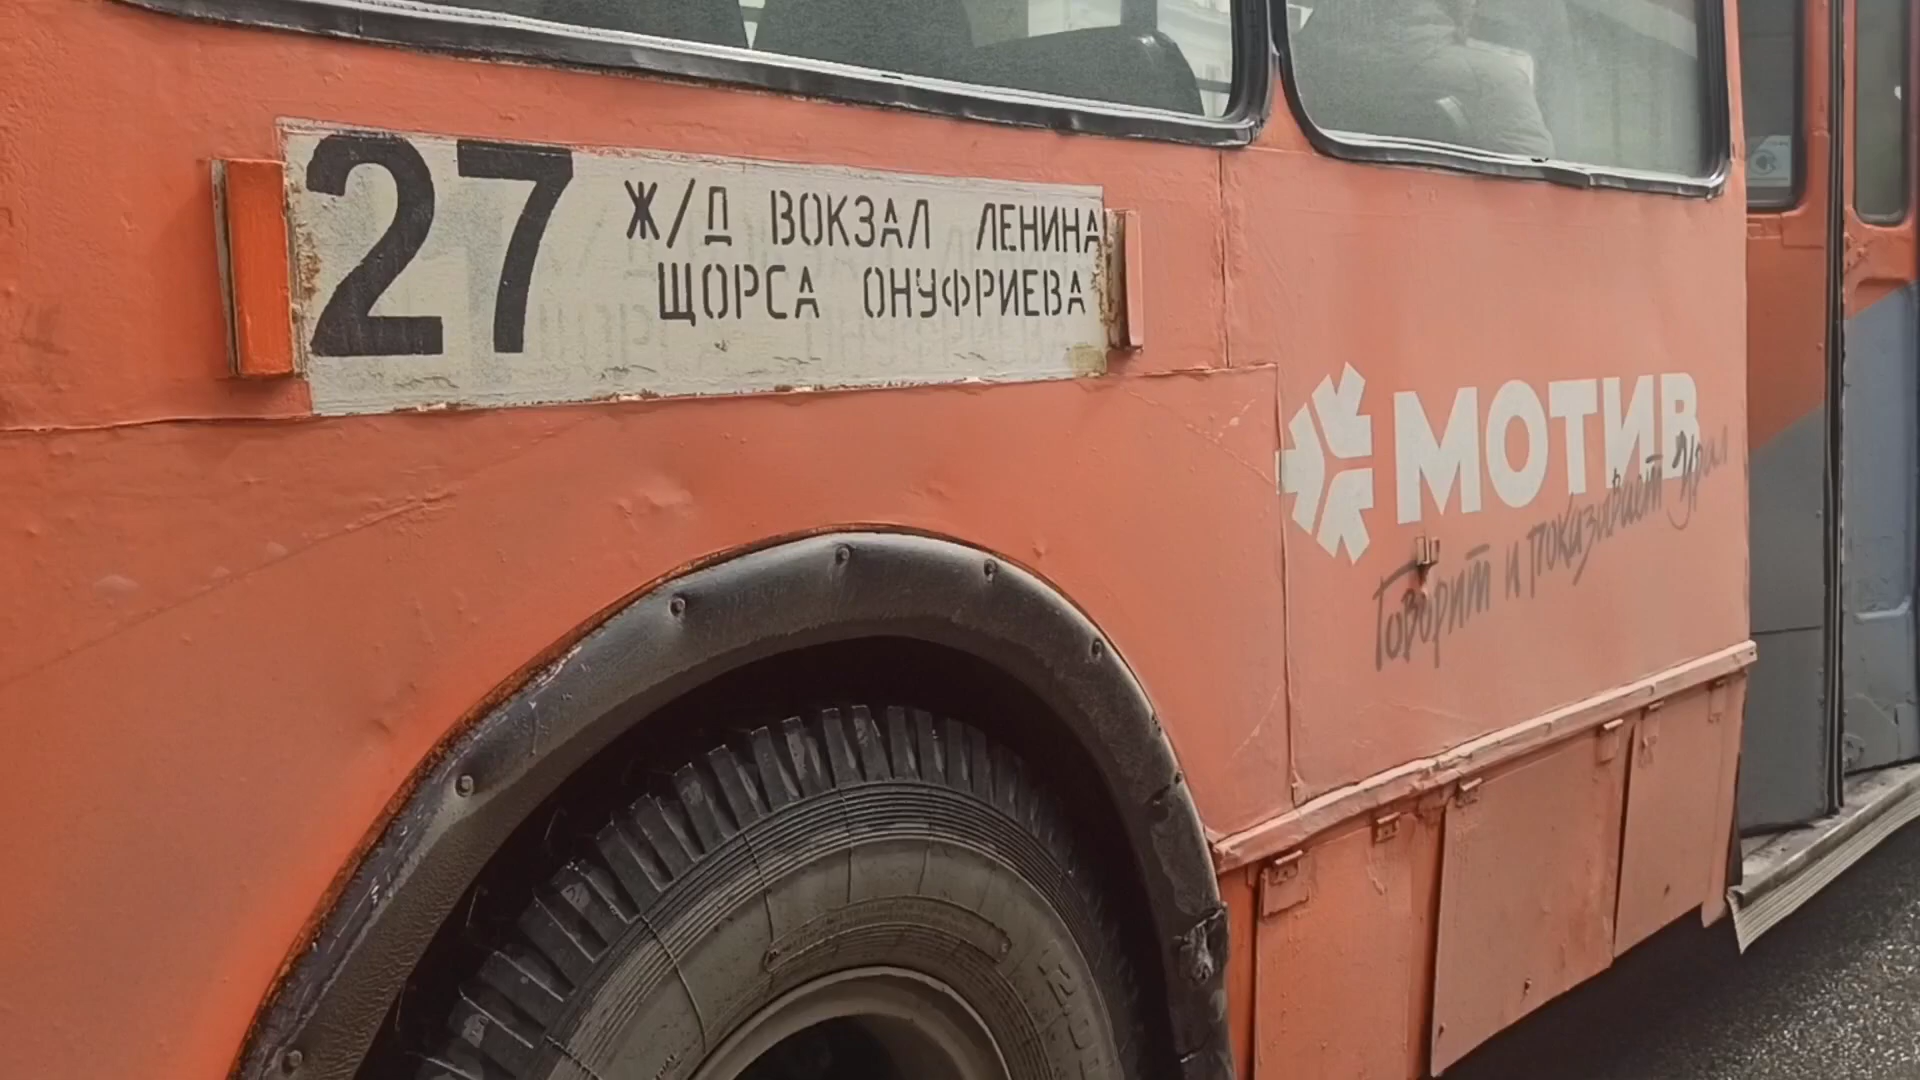 27
Ж/Д ВОКЗАЛ ЛЕНИНА
ЩОРСА ОНУФРИЕВА
МОТИВ
Говорит и показывает Урал